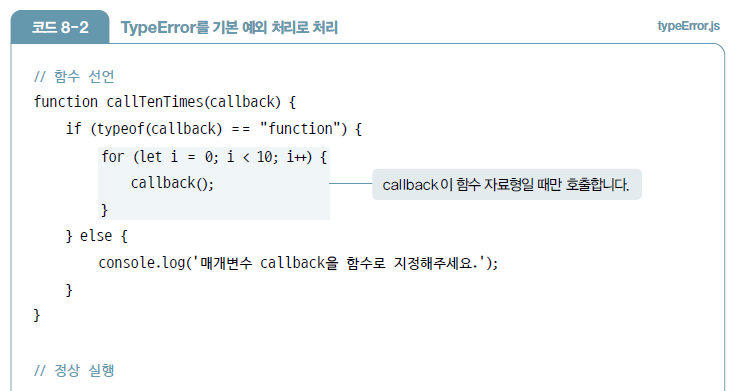 코드 8-2 TypeError를 기본 예외 처리로 처리 typeError.js
// 함수 선언
function callTenTimes(callback) {
if (typeof(callback) == "function") {
for (let i = 0; i < 10; i++) {
callback(); callback이 함수 자료형일 때만 호출합니다.
}
} else {
console.log('매개변수 callback을 함수로 지정해주세요.');
}
}
// 정상 실행